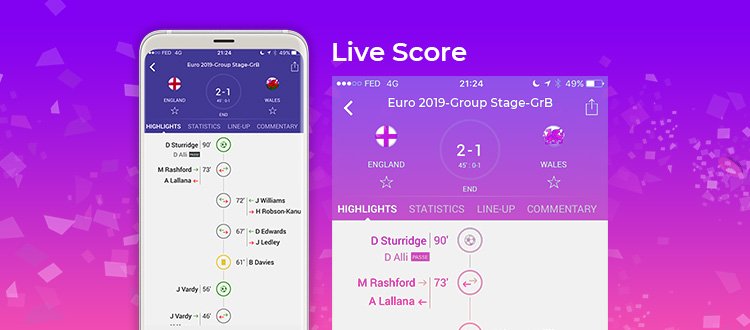 FED 4G 21:24 49%
Euro 2019-Group Stage-GrB
ENGLAND 2-1 WALES
45' : 0-1
END
HIGHLIGHTS STATISTICS LINE-UP COMMENTARY
D Sturridge 90'
D Alli PASSE
M Rashford 73'
A Lallana
72' J Williams
H Robson-Kanu
67' D Edwards
J Ledley
61' B Davies
J Vardy 56'
J Vardy 46'
Live Score
FED 4G 21:24 49%
Euro 2019-Group Stage-GrB
ENGLAND 2-1 WALES
45' : 0-1
END
HIGHLIGHTS STATISTICS LINE-UP COMMENTARY
D Sturridge 90'
D Alli PASSE
M Rashford 73'
A Lallana